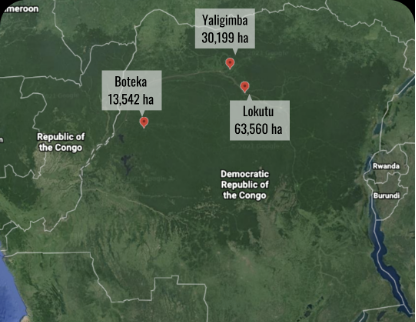 ameroon
Yaligimba
30,199 ha
Boteka
13,542 ha
Lokutu
63,560 ha
Republic of
the Congo
Democratic
Republic of
the Congo
Rwanda
Burundi